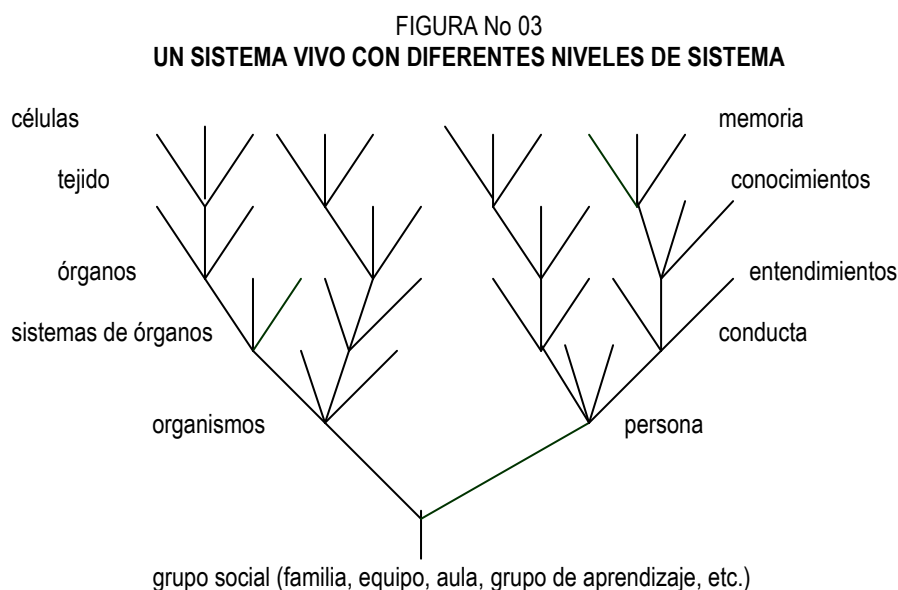 FIGURA No 03
UN SISTEMA VIVO CON DIFERENTES NIVELES DE SISTEMA
células
memoria
tejido
conocimientos
órganos
entendimientos
sistemas de órganos
conducta
organismos
persona
grupo social (familia, equipo, aula, grupo de aprendizaje, etc.)